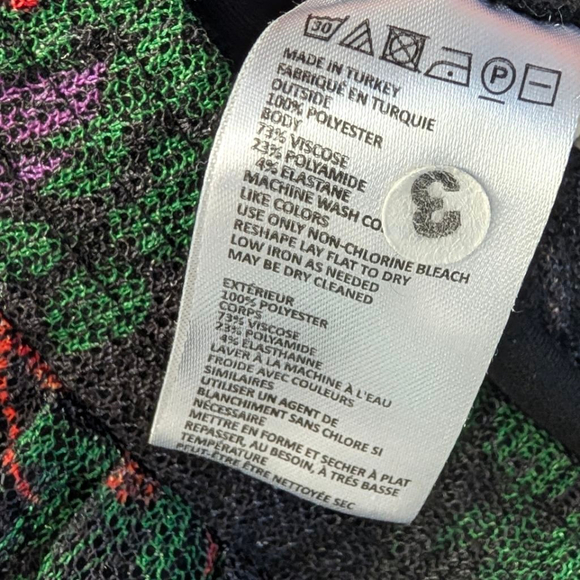 30 P
MADE IN TURKEY
FABRIQUÉ EN TURQUIE
OUTSIDE
100% POLYESTER
BODY
73% VISCOSE
23% POLYAMIDE
4% ELASTANE
MACHINE WASH CO
LIKE COLORS
USE ONLY NON-CHLORINE BLEACH
RESHAPE LAY FLAT TO DRY
LOW IRON AS NEEDED
MAY BE DRY CLEANED
3
EXTÉRIEUR
100% POLYESTER
CORPS
73% VISCOSE
23% POLYAMIDE
4% ÉLASTHANNE
LAVER À LA MACHINE À L'EAU
FROIDE AVEC COULEURS
SIMILAIRES
UTILISER UN AGENT DE
BLANCHIMENT SANS CHLORE SI
NÉCESSAIRE
METTRE EN FORME ET SÉCHER À PLAT
REPASSER, AU BESOIN, À TRÉS BASSE
TEMPÉRATURE
PEUT-ÊTRE ÊTRE NETTOYÉE SEC